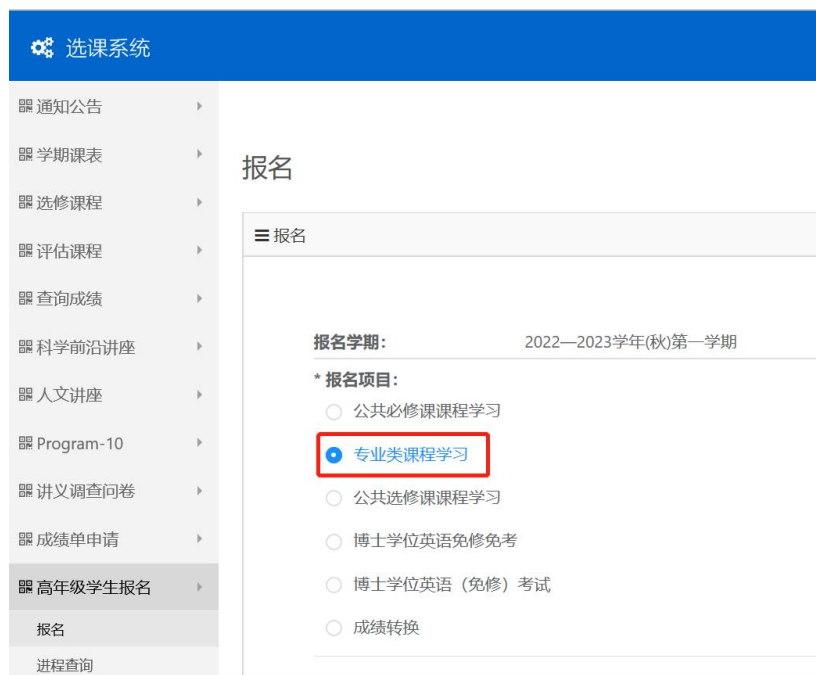 选课系统
通知公告
学期课表
选修课程
评估课程
查询成绩
科学前沿讲座
人文讲座
Program-10
讲义调查问卷
成绩单申请
高年级学生报名
报名
进程查询
报名
报名
报名学期： 2022—2023学年(秋)第一学期
* 报名项目：
公共必修课课程学习
专业类课程学习
公共选修课课程学习
博士学位英语免修免考
博士学位英语（免修）考试
成绩转换